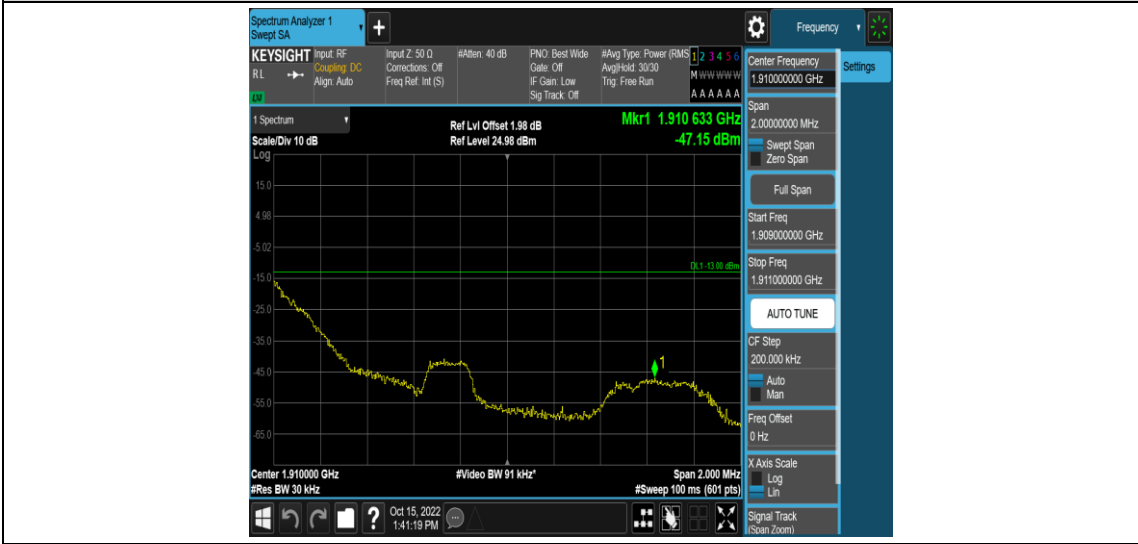 Spectrum Analyzer 1
Swept SA
+
Frequency
KEYSIGHT
RL
Input: RF
Coupling: DC
Align: Auto
Input Z: 50 Ω
Corrections: Off
Freq Ref: Int (S)
#Atten: 40 dB
PNO: Best Wide
Gate: Off
IF Gain: Low
Sig Track: Off
#Avg Type: Power (RMS
Avg|Hold: 30/30
Trig: Free Run
1 2 3 4 5 6
M W W W W W
A A A A A A
1 Spectrum
Scale/Div 10 dB
Log
Ref Lvl Offset 1.98 dB
Ref Level 24.98 dBm
Mkr1 1.910 633 GHz
-47.15 dBm
15.0
4.98
-5.02
DL1 -13.00 dBm
-15.0
-25.0
-35.0
1
-45.0
-55.0
-65.0
Center 1.910000 GHz
#Video BW 91 kHz*
Span 2.000 MHz
#Res BW 30 kHz
#Sweep 100 ms (601 pts)
?
Oct 15, 2022
1:41:19 PM
Center Frequency
1.910000000 GHz
Settings
Span
2.00000000 MHz
Swept Span
Zero Span
Full Span
Start Freq
1.909000000 GHz
Stop Freq
1.911000000 GHz
AUTO TUNE
CF Step
200.000 kHz
Auto
Man
Freq Offset
0 Hz
X Axis Scale
Log
Lin
Signal Track
(Span Zoom)